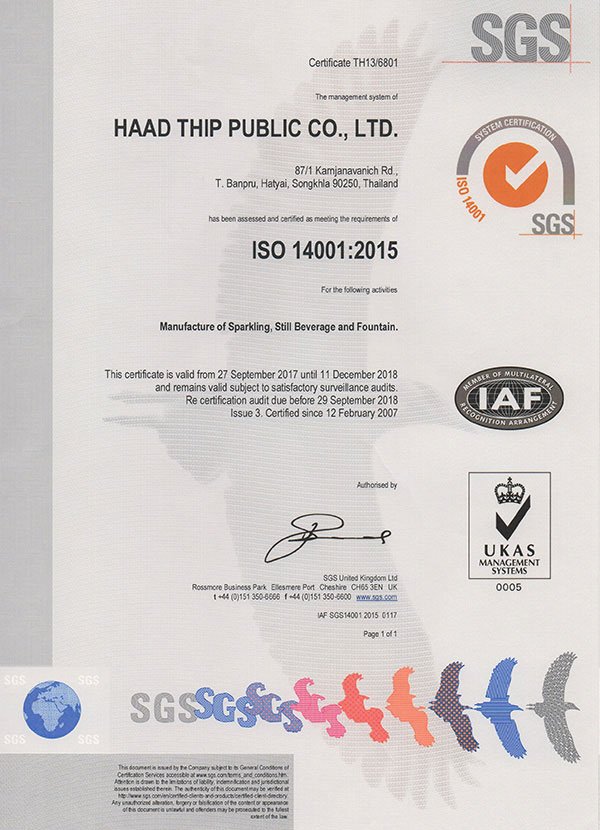 SGS
Certificate TH13/6801
The management system of
HAAD THIP PUBLIC CO., LTD.
87/1 Karnjanavanich Rd.,
T. Banpru, Hatyai, Songkhla 90250, Thailand
SYSTEM CERTIFICATION
ISO 14001
SGS
has been assessed and certified as meeting the requirements of
ISO 14001:2015
For the following activities
Manufacture of Sparkling, Still Beverage and Fountain.
This certificate is valid from 27 September 2017 until 11 December 2018
and remains valid subject to satisfactory surveillance audits.
Re certification audit due before 29 September 2018
Issue 3. Certified since 12 February 2007
MEMBER OF MULTILATERAL
IAF
RECOGNITION ARRANGEMENT
Authorised by
UKAS
MANAGEMENT
SYSTEMS
0005
SGS United Kingdom Ltd
Rossmore Business Park Ellesmere Port Cheshire CH65 3EN UK
t +44 (0)151 350-6666 f +44 (0)151 350-6600 www.sgs.com
IAF SGS14001 2015 0117
Page 1 of 1
SGS SGS
SGS SGS
SGS SGS SGS
This document is issued by the Company subject to its General Conditions of
Certification Services accessible at www.sgs.com/terms_and_conditions.htm.
Attention is drawn to the limitations of liability, indemnification and jurisdictional
issues established therein. The authenticity of this document may be verified at
http://www.sgs.com/en/certified-clients-and-products/certified-client-directory.
Any unauthorized alteration, forgery or falsification of the content or appearance
of this document is unlawful and offenders may be prosecuted to the fullest
extent of the law.